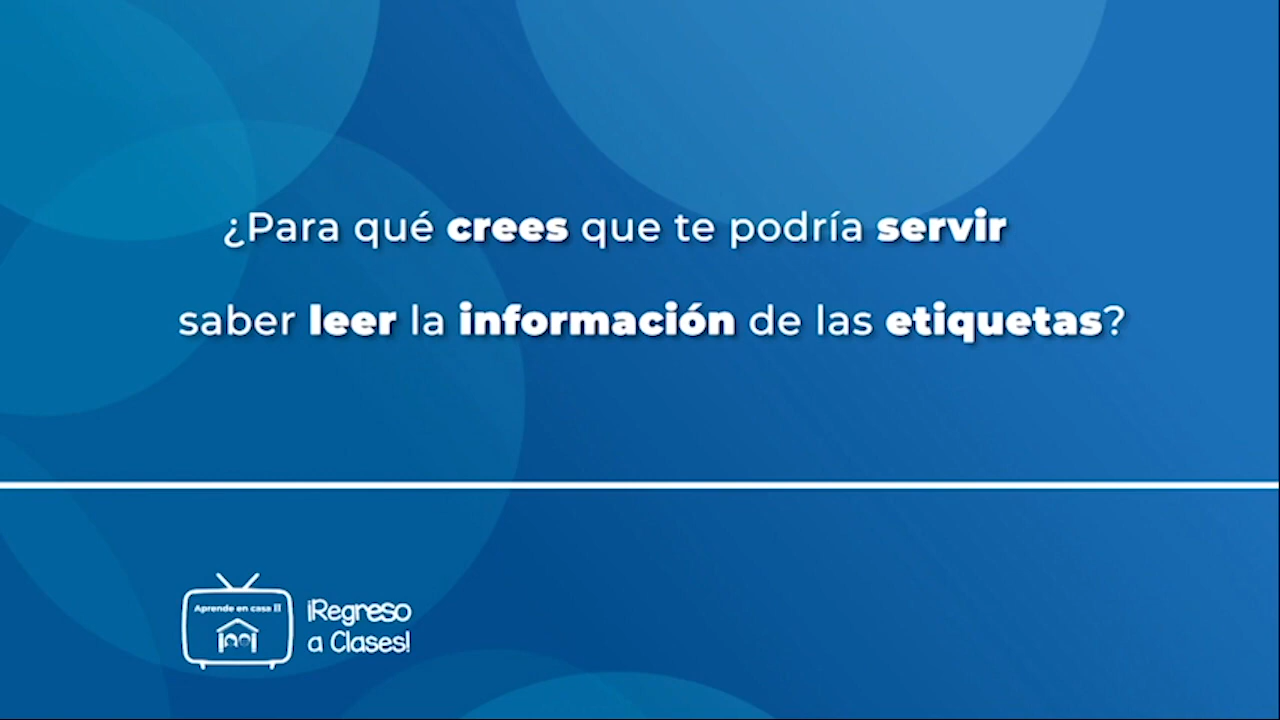 ¿Para qué crees que te podría servir
saber leer la información de las etiquetas?
Aprende en casa II
¡Regreso
a Clases!